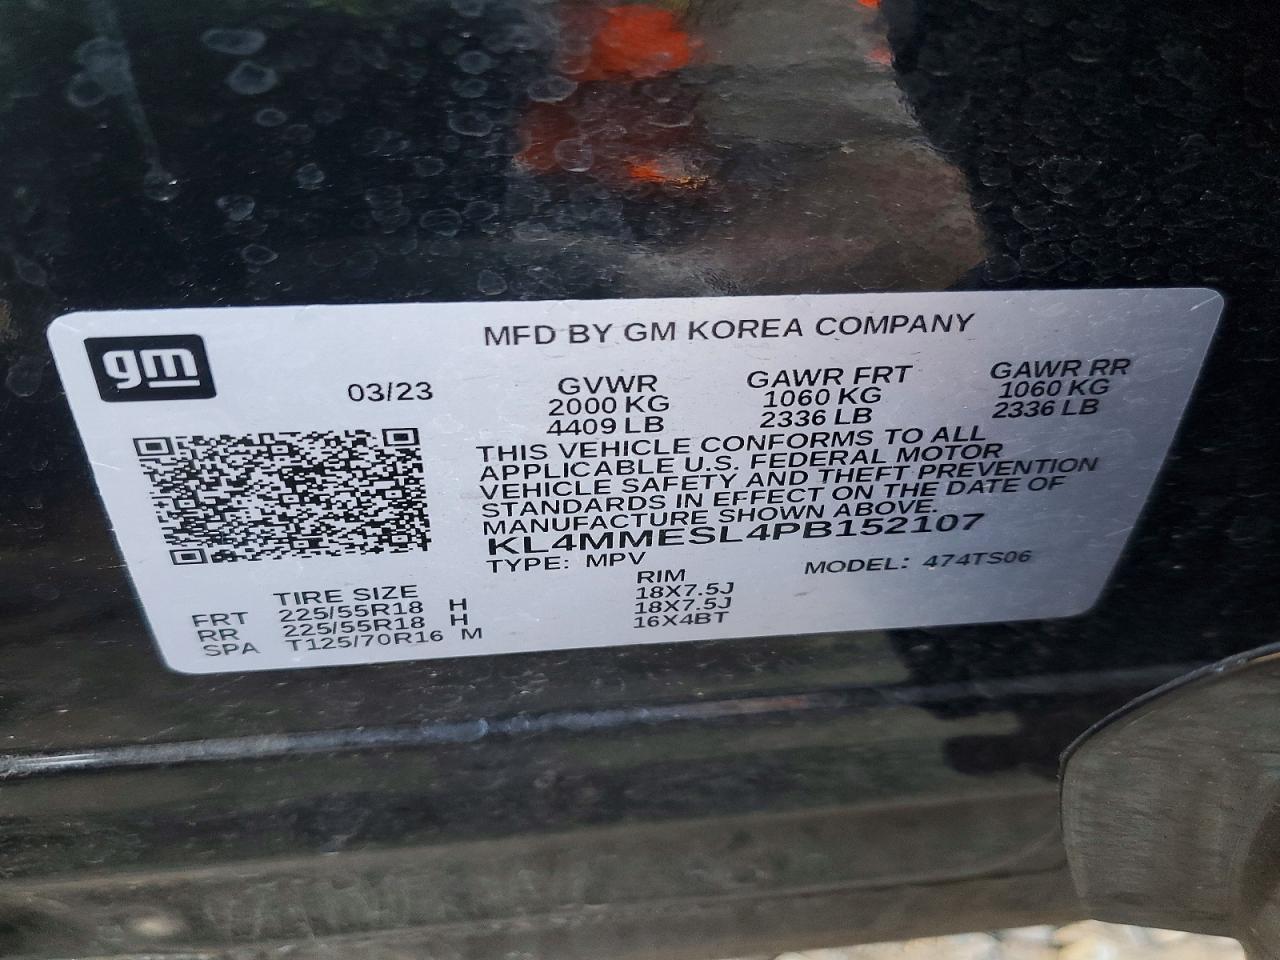 gm
MFD BY GM KOREA COMPANY
03/23
GVWR
2000 KG
4409 LB
GAWR FRT
1060 KG
2336 LB
GAWR RR
1060 KG
2336 LB
THIS VEHICLE CONFORMS TO ALL
APPLICABLE U.S. FEDERAL MOTOR
VEHICLE SAFETY AND THEFT PREVENTION
STANDARDS IN EFFECT ON THE DATE OF
MANUFACTURE SHOWN ABOVE.
KL4MMESL4PB152107
TYPE: MPV
MODEL: 474TS06
TIRE SIZE RIM
FRT 225/55R18 H 18X7.5J
RR 225/55R18 H 18X7.5J
SPA T125/70R16 M 16X4BT